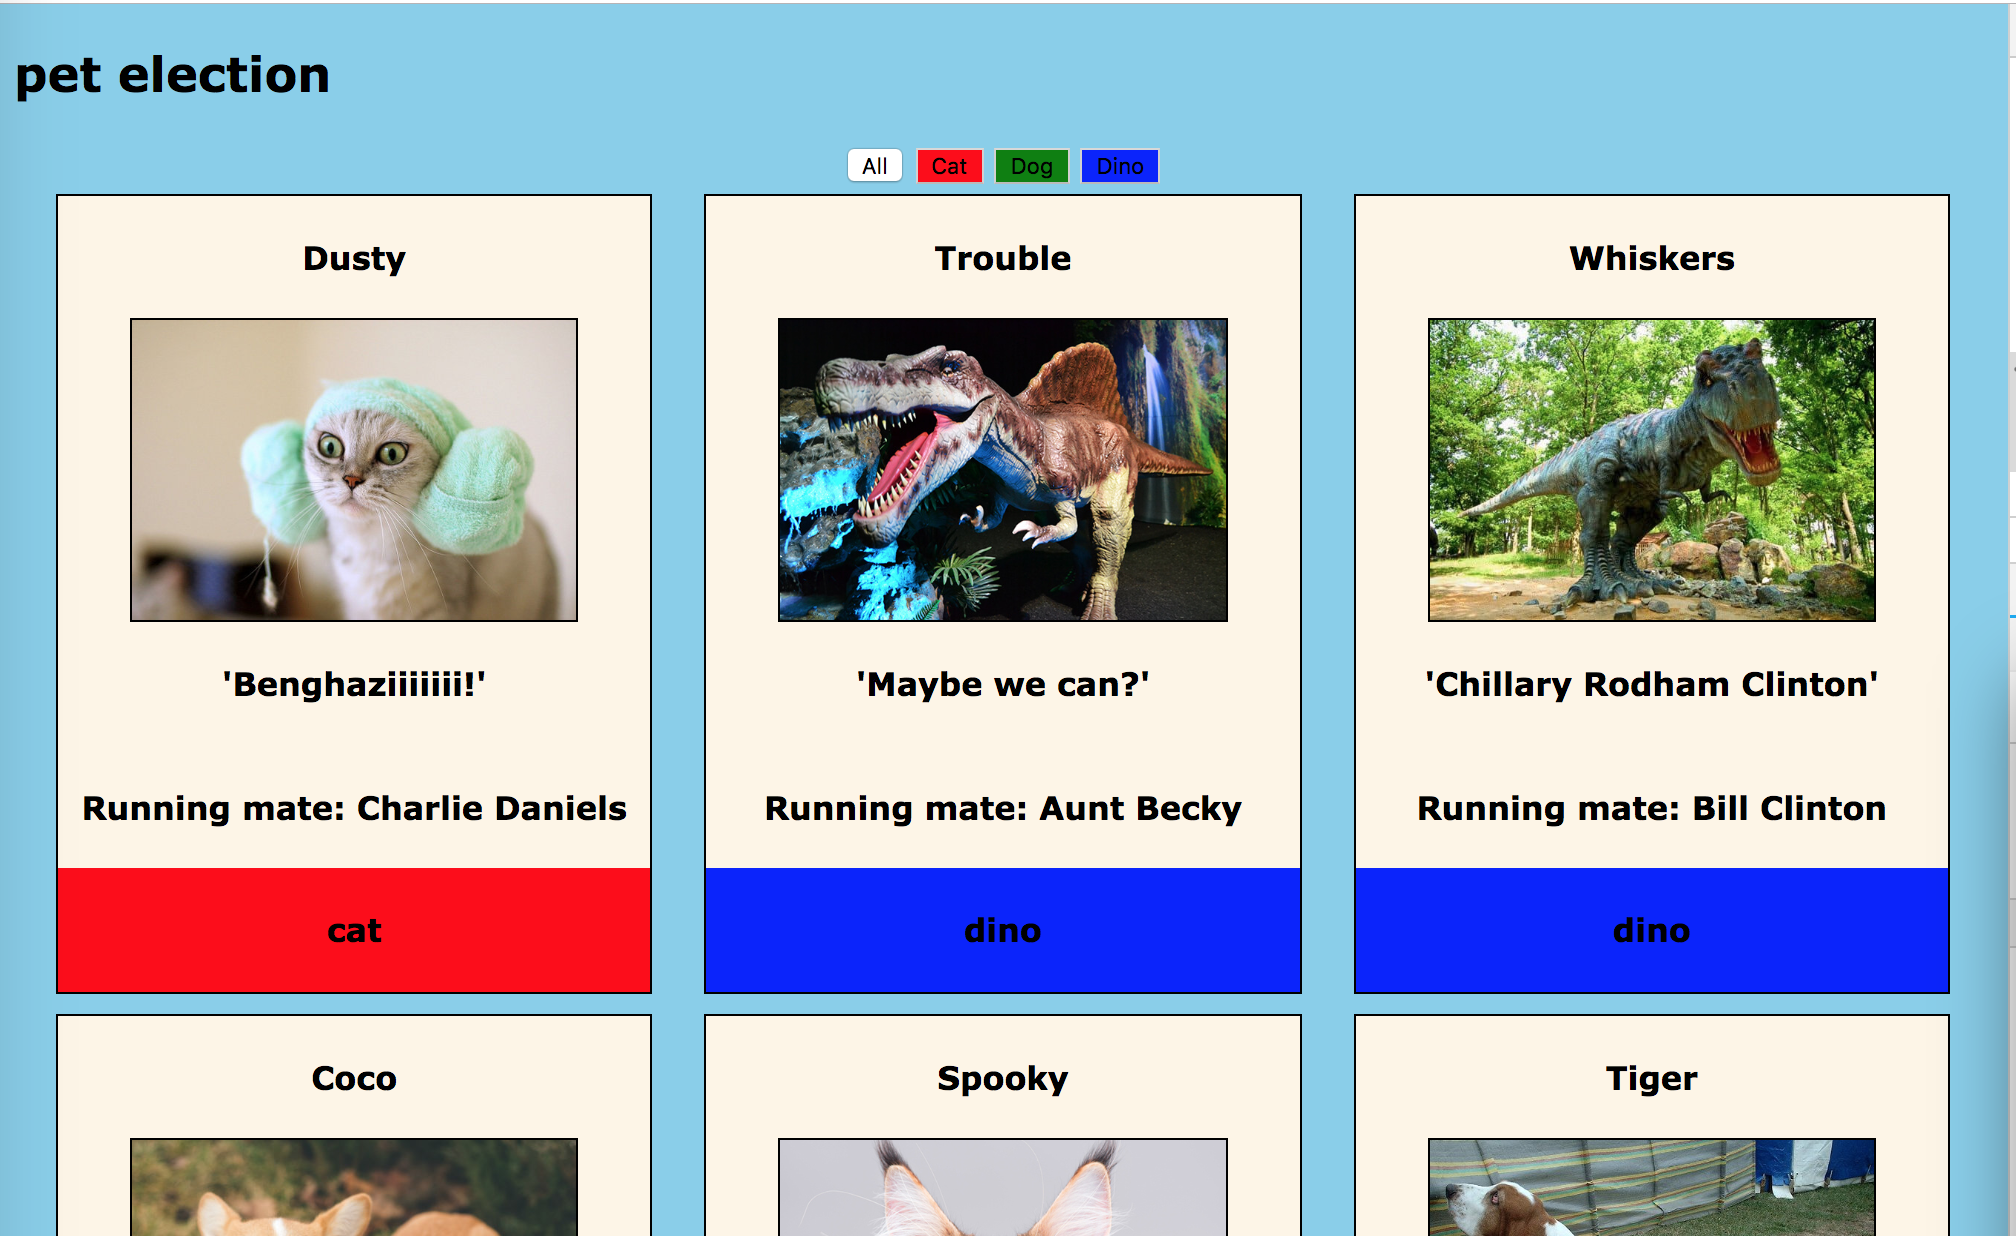 pet election
All Cat Dog Dino
Dusty
Trouble
Whiskers
'Benghaziiiiiii!'
'Maybe we can?'
'Chillary Rodham Clinton'
Running mate: Charlie Daniels
Running mate: Aunt Becky
Running mate: Bill Clinton
cat
dino
dino
Coco
Spooky
Tiger